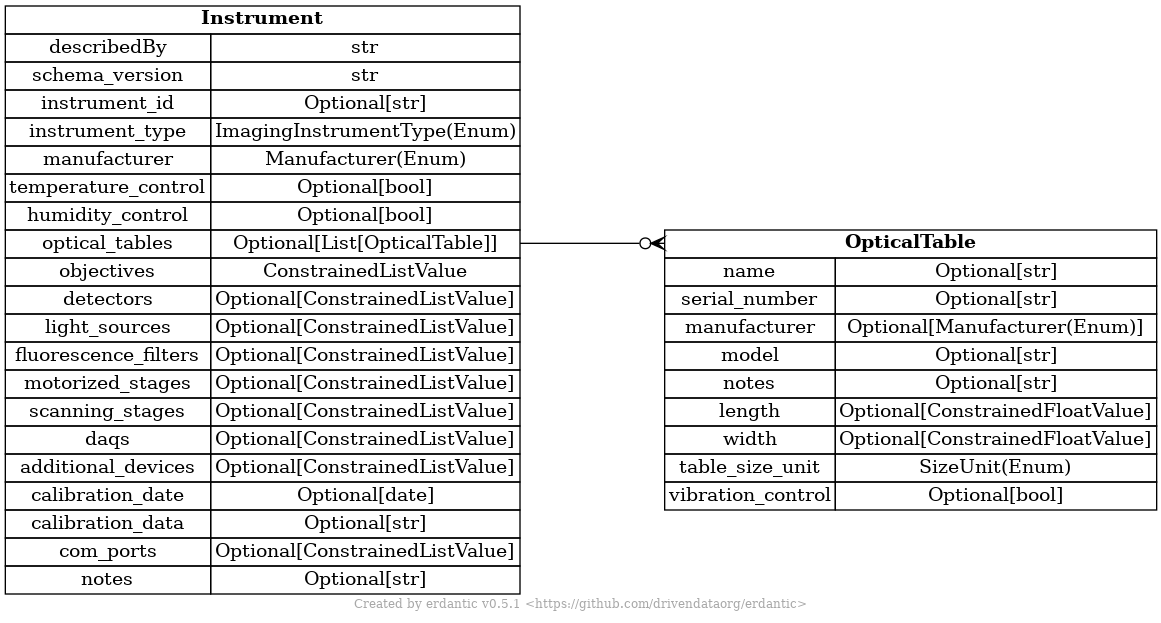 Instrument
describedBy str
schema_version str
instrument_id Optional[str]
instrument_type ImagingInstrumentType(Enum)
manufacturer Manufacturer(Enum)
temperature_control Optional[bool]
humidity_control Optional[bool]
optical_tables Optional[List[OpticalTable]]
objectives ConstrainedListValue
detectors Optional[ConstrainedListValue]
light_sources Optional[ConstrainedListValue]
fluorescence_filters Optional[ConstrainedListValue]
motorized_stages Optional[ConstrainedListValue]
scanning_stages Optional[ConstrainedListValue]
daqs Optional[ConstrainedListValue]
additional_devices Optional[ConstrainedListValue]
calibration_date Optional[date]
calibration_data Optional[str]
com_ports Optional[ConstrainedListValue]
notes Optional[str]
OpticalTable
name Optional[str]
serial_number Optional[str]
manufacturer Optional[Manufacturer(Enum)]
model Optional[str]
notes Optional[str]
length Optional[ConstrainedFloatValue]
width Optional[ConstrainedFloatValue]
table_size_unit SizeUnit(Enum)
vibration_control Optional[bool]
Created by erdantic v0.5.1 <https://github.com/drivendataorg/erdantic>